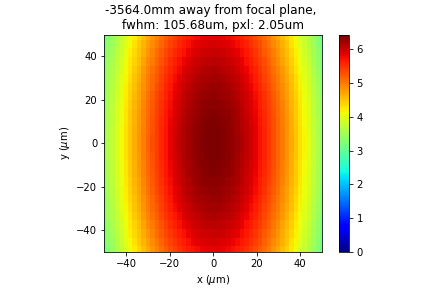 -3564.0mm away from focal plane,
fwhm: 105.68um, pxl: 2.05um
40
20
0
−20
−40
y (μm)
−40 −20 0 20 40
x (μm)
6
5
4
3
2
1
0